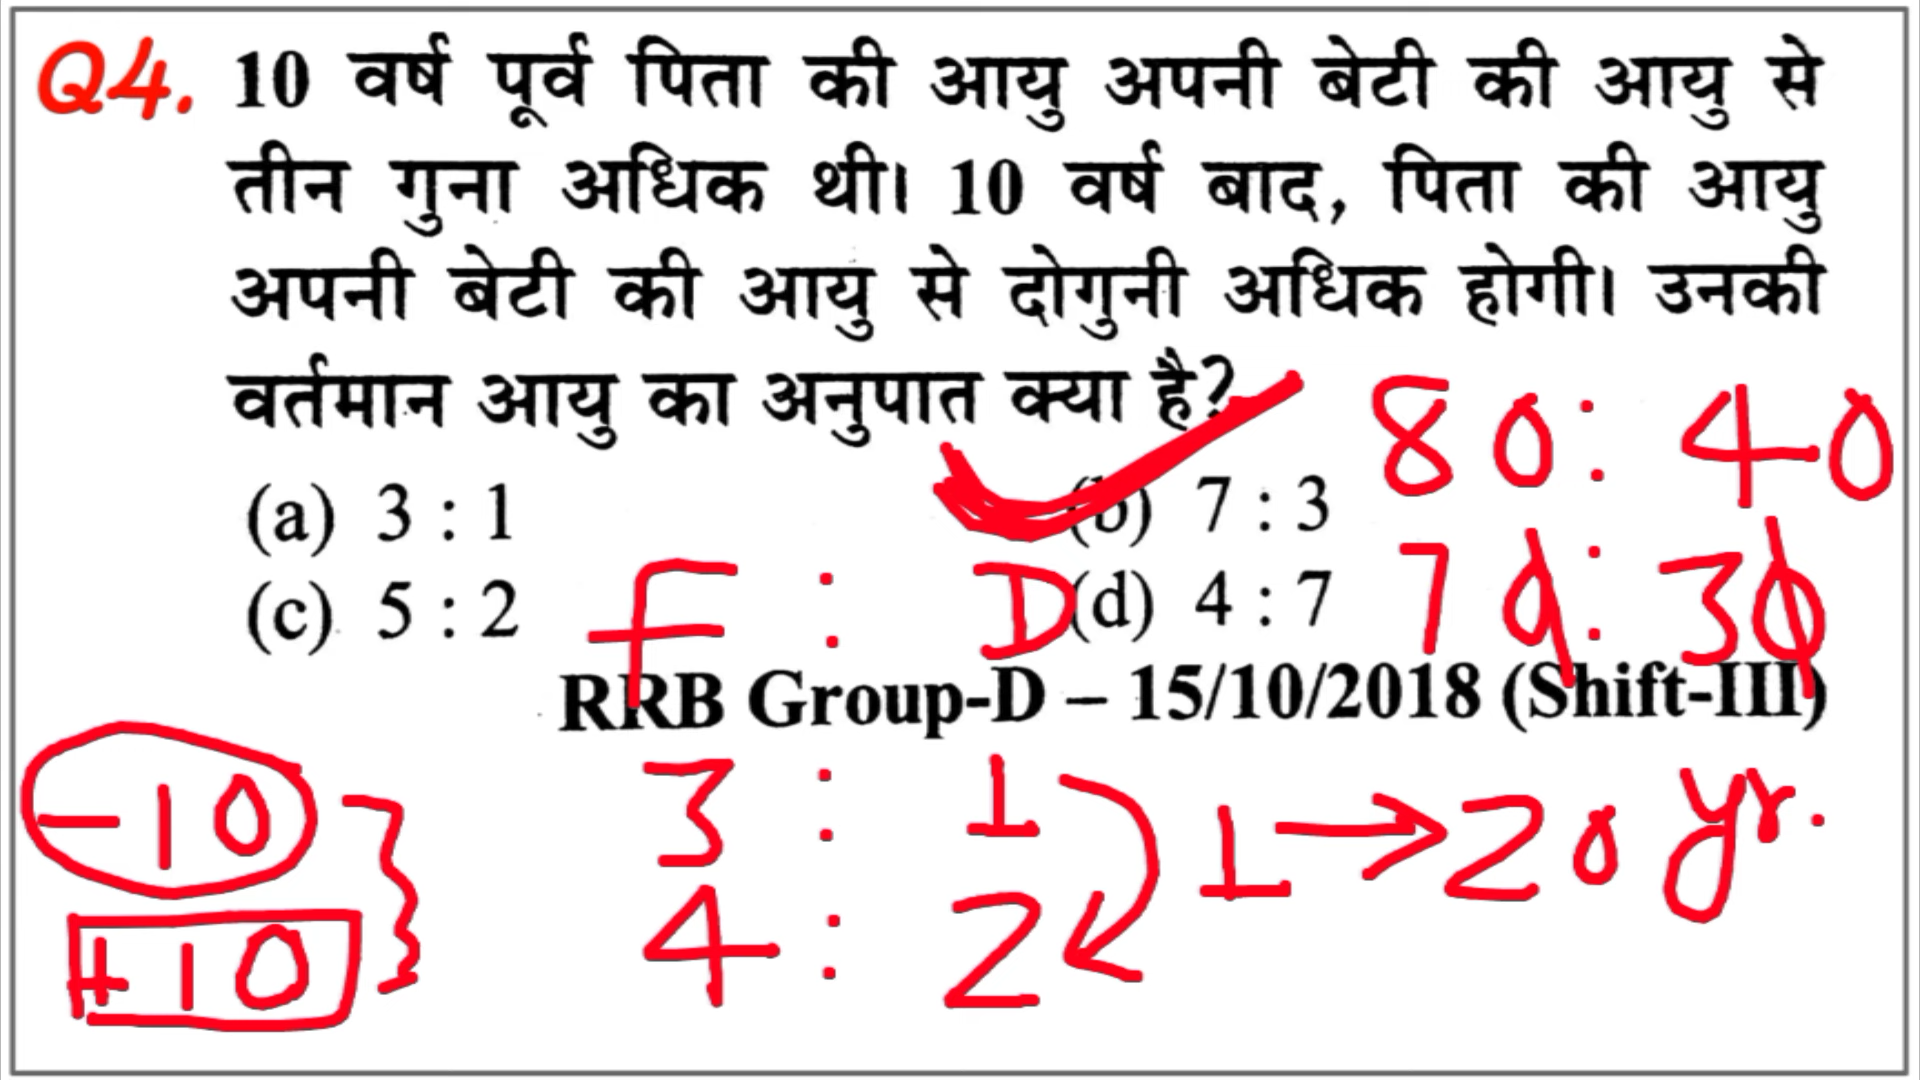 Q4. 10 वर्ष पूर्व पिता की आयु अपनी बेटी की आयु से
तीन गुना अधिक थी। 10 वर्ष बाद, पिता की आयु
अपनी बेटी की आयु से दोगुनी अधिक होगी। उनकी
वर्तमान आयु का अनुपात क्या है?
80 : 40
(a) 3 : 1 (b) 7 : 3
70 : 30
(c) 5 : 2 (d) 4 : 7
F : D
RRB Group-D – 15/10/2018 (Shift-III)
-10 3 : 1 1 → 20 yr.
+10 4 : 2